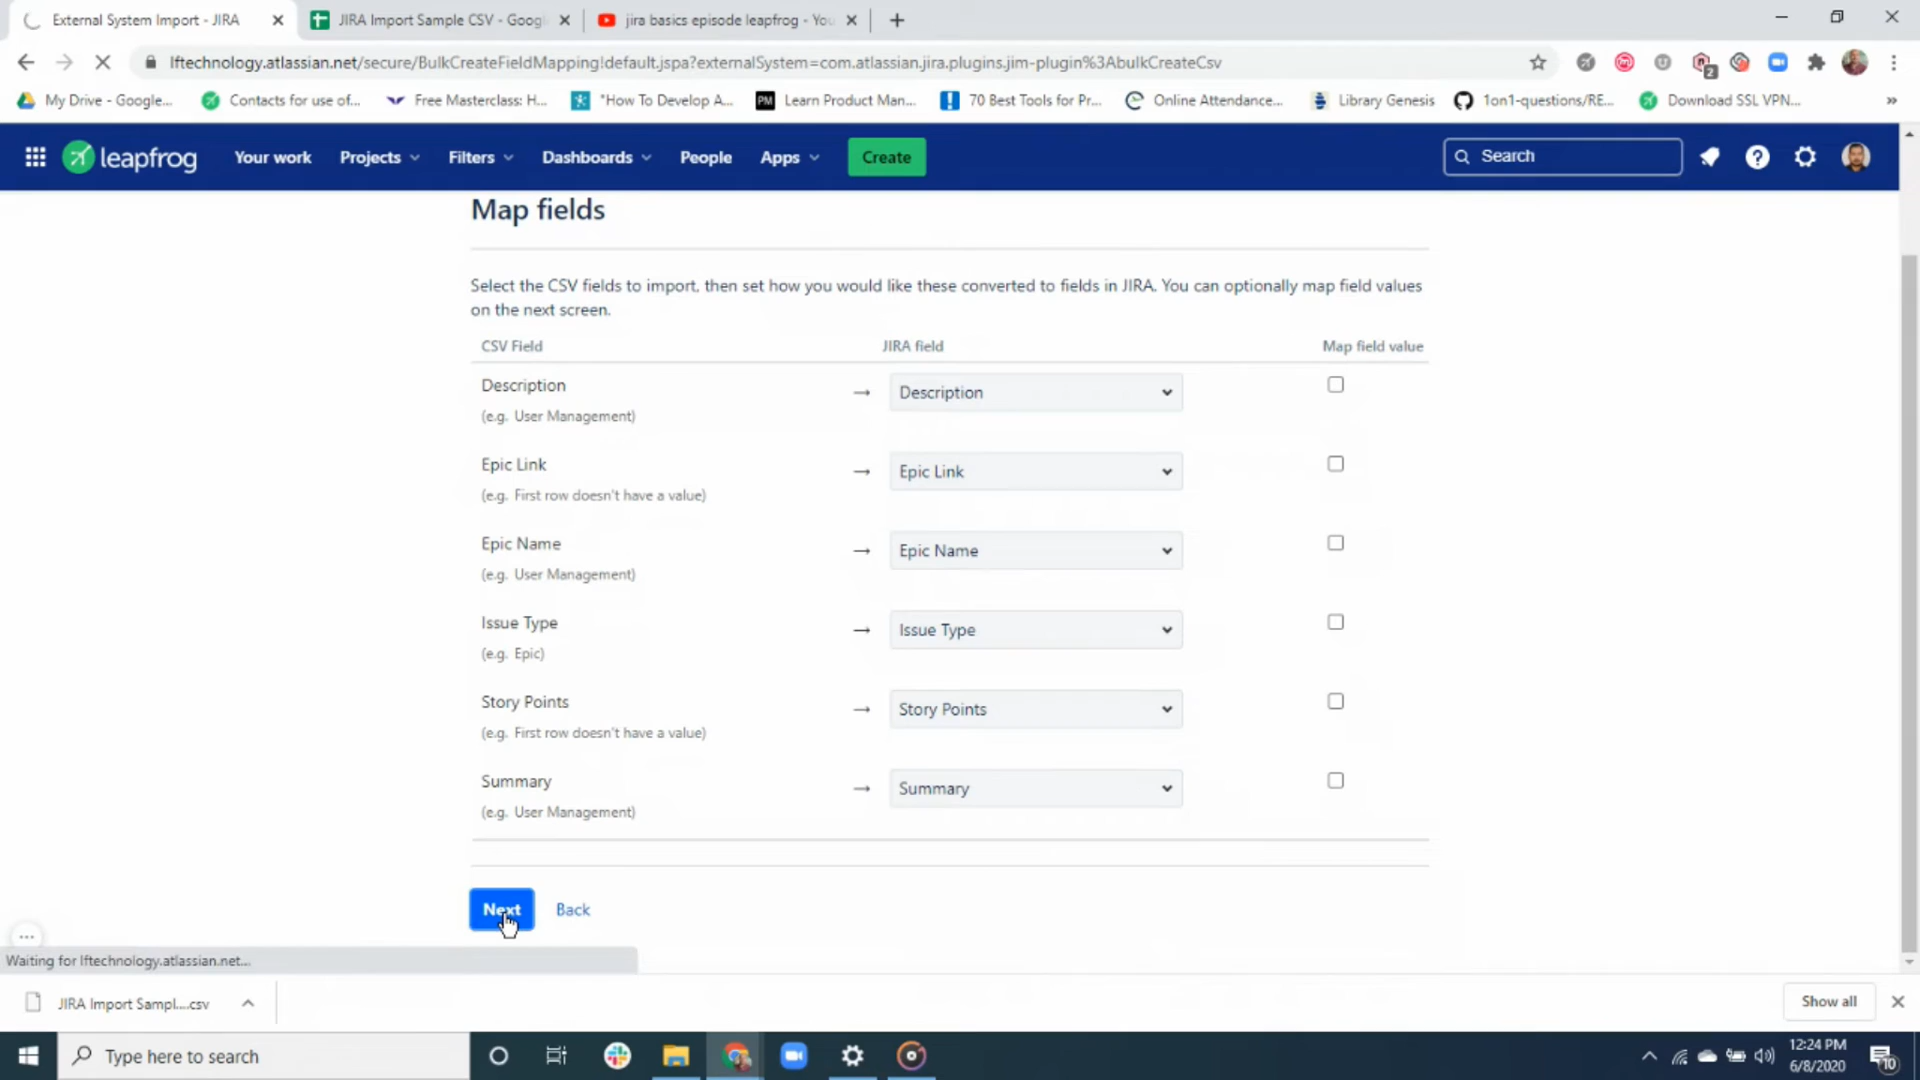 External System Import - JIRA
JIRA Import Sample CSV - Googl
jira basics episode leapfrog - You
lftechnology.atlassian.net/secure/BulkCreateFieldMapping!default.jspa?externalSystem=com.atlassian.jira.plugins.jim-plugin%3AbulkCreateCsv
2
My Drive - Google...
Contacts for use of...
Free Masterclass: H...
"How To Develop A...
PM
Learn Product Man...
70 Best Tools for Pr...
Online Attendance...
Library Genesis
1on1-questions/RE...
Download SSL VPN...
leapfrog
Your work
Projects
Filters
Dashboards
People
Apps
Create
Search
Map fields
Select the CSV fields to import, then set how you would like these converted to fields in JIRA. You can optionally map field values
on the next screen.
CSV Field
JIRA field
Map field value
Description
(e.g. User Management)
Description
Epic Link
(e.g. First row doesn't have a value)
Epic Link
Epic Name
(e.g. User Management)
Epic Name
Issue Type
(e.g. Epic)
Issue Type
Story Points
(e.g. First row doesn't have a value)
Story Points
Summary
(e.g. User Management)
Summary
Next
Back
Waiting for lftechnology.atlassian.net...
JIRA Import Sampl....csv
Show all
Type here to search
12:24 PM
6/8/2020
10